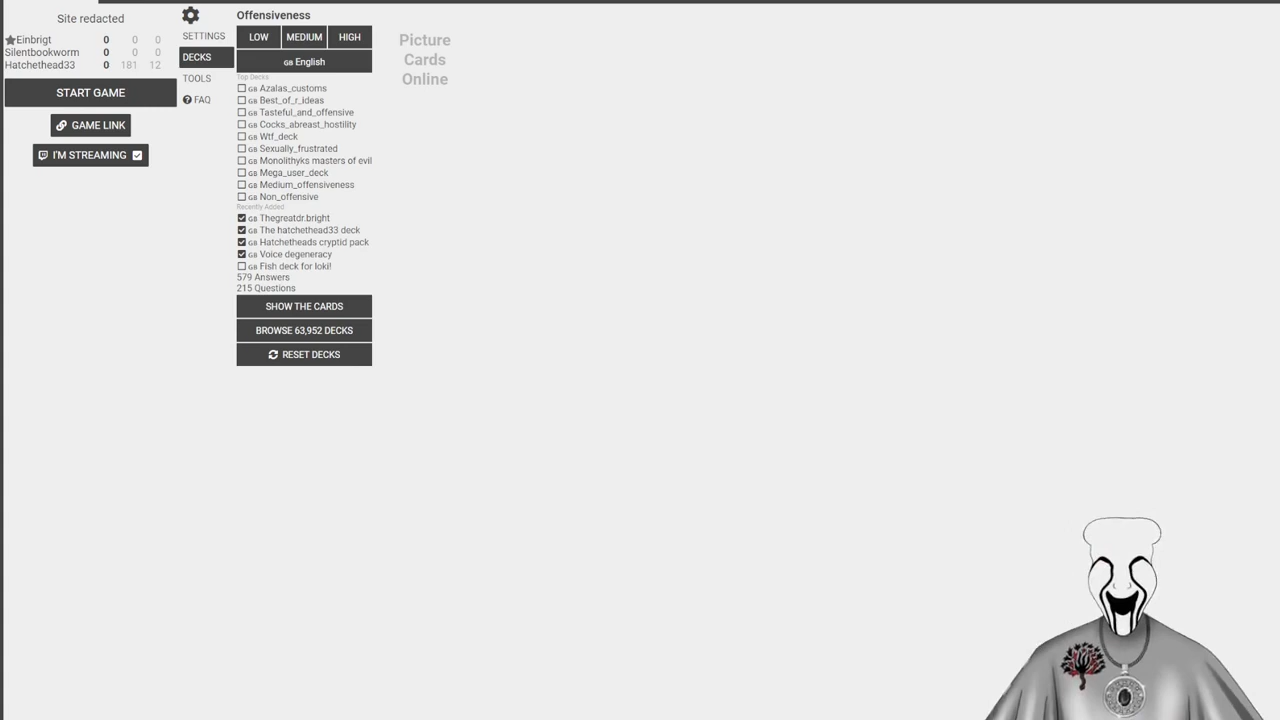 Site redacted
Einbrigt 0 0 0
Silentbookworm 0 0 0
Hatchethead33 0 181 12
START GAME
GAME LINK
I'M STREAMING
SETTINGS
DECKS
TOOLS
FAQ
Offensiveness
LOW MEDIUM HIGH
GB English
Top Decks
GB Azalas_customs
GB Best_of_r_ideas
GB Tasteful_and_offensive
GB Cocks_abreast_hostility
GB Wtf_deck
GB Sexually_frustrated
GB Monolithyks masters of evil
GB Mega_user_deck
GB Medium_offensiveness
GB Non_offensive
Recently Added
GB Thegreatdr.bright
GB The hatchethead33 deck
GB Hatchetheads cryptid pack
GB Voice degeneracy
GB Fish deck for loki!
579 Answers
215 Questions
SHOW THE CARDS
BROWSE 63,952 DECKS
RESET DECKS
Picture
Cards
Online